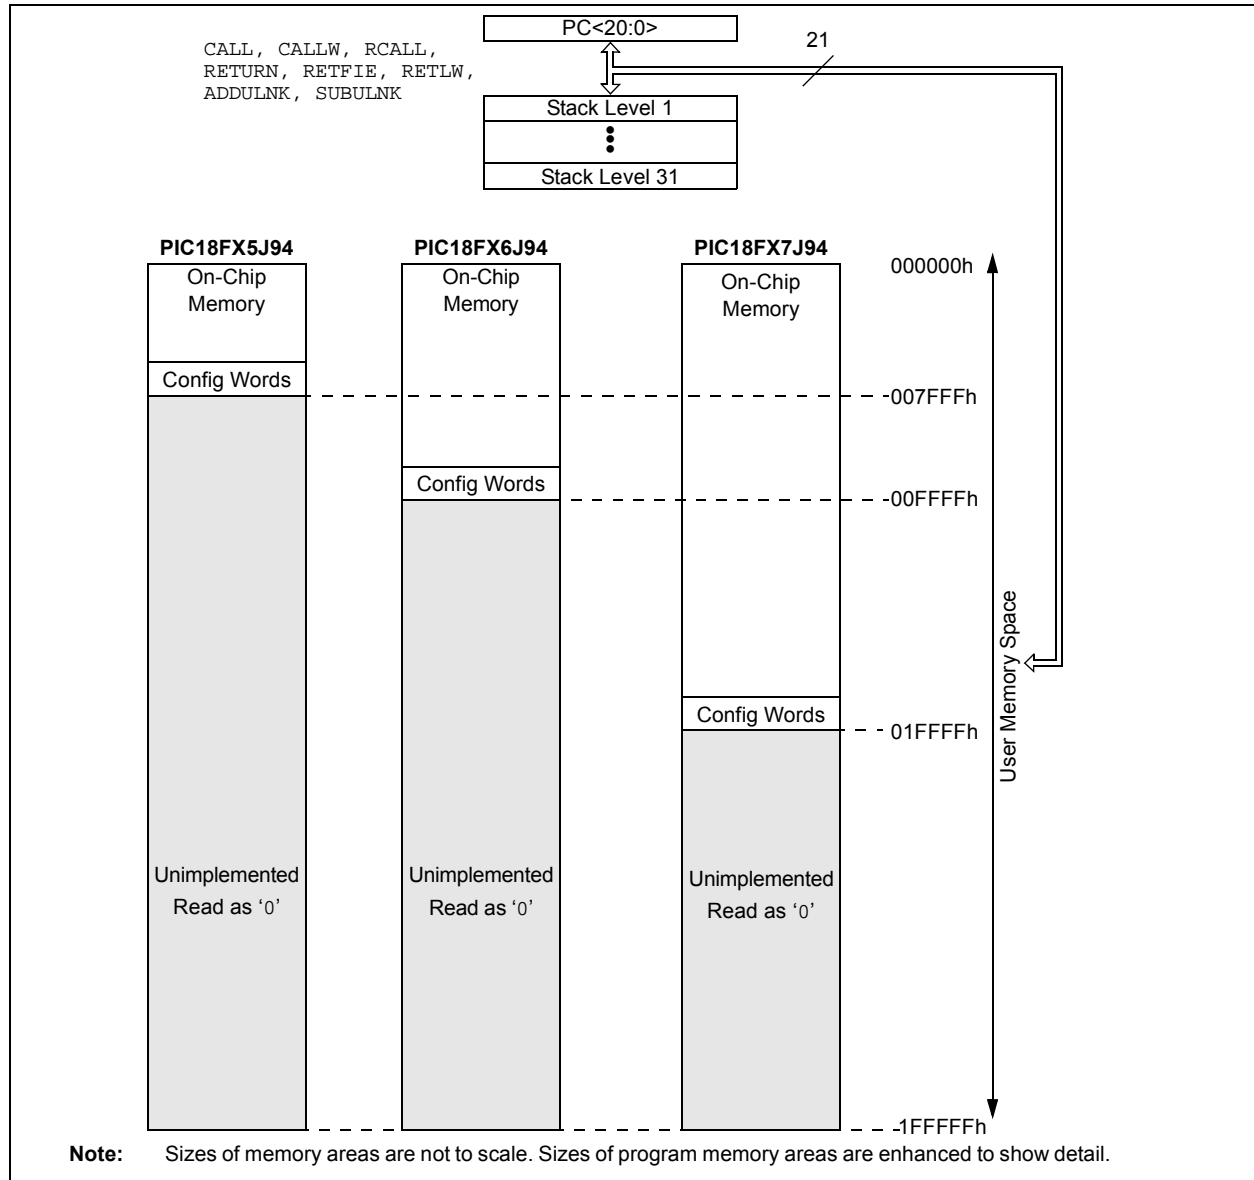 PC<20:0>
21
CALL, CALLW, RCALL,
RETURN, RETFIE, RETLW,
ADDULNK, SUBULNK
Stack Level 1
Stack Level 31
PIC18FX5J94
PIC18FX6J94
PIC18FX7J94
On-Chip
Memory
On-Chip
Memory
On-Chip
Memory
000000h
Config Words
007FFFh
Config Words
00FFFFh
Config Words
01FFFFh
User Memory Space
Unimplemented
Read as ‘0’
Unimplemented
Read as ‘0’
Unimplemented
Read as ‘0’
1FFFFFh
Note: Sizes of memory areas are not to scale. Sizes of program memory areas are enhanced to show detail.